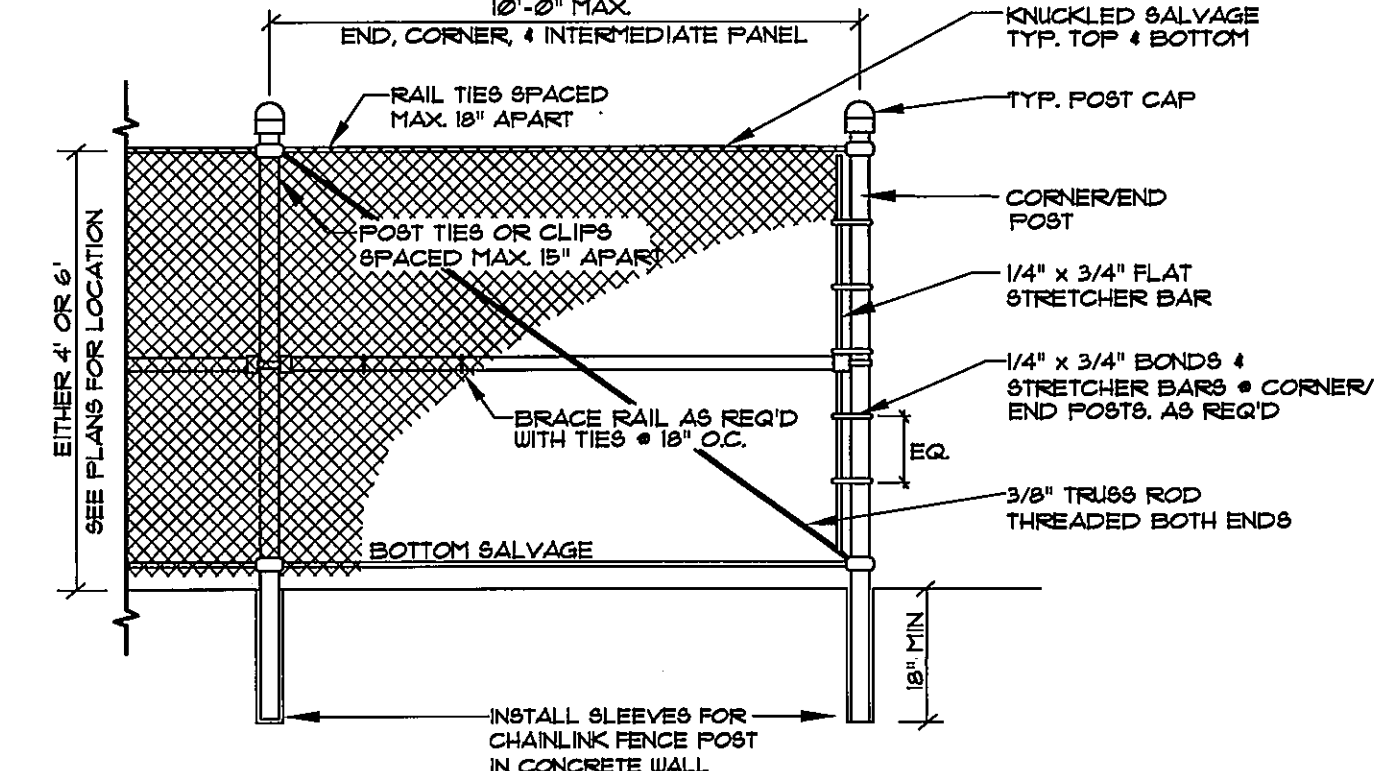 10'-0" MAX.
END, CORNER, & INTERMEDIATE PANEL
KNUCKLED SALVAGE
TYP. TOP & BOTTOM
RAIL TIES SPACED
MAX. 18" APART
TYP. POST CAP
POST TIES OR CLIPS
SPACED MAX. 15" APART
CORNER/END
POST
EITHER 4' OR 6'
SEE PLANS FOR LOCATION
1/4" x 3/4" FLAT
STRETCHER BAR
1/4" x 3/4" BONDS &
STRETCHER BARS @ CORNER/
END POSTS. AS REQ'D
BRACE RAIL AS REQ'D
WITH TIES @ 18" O.C.
EQ.
3/8" TRUSS ROD
THREADED BOTH ENDS
BOTTOM SALVAGE
18" MIN
INSTALL SLEEVES FOR
CHAINLINK FENCE POST
IN CONCRETE WALL